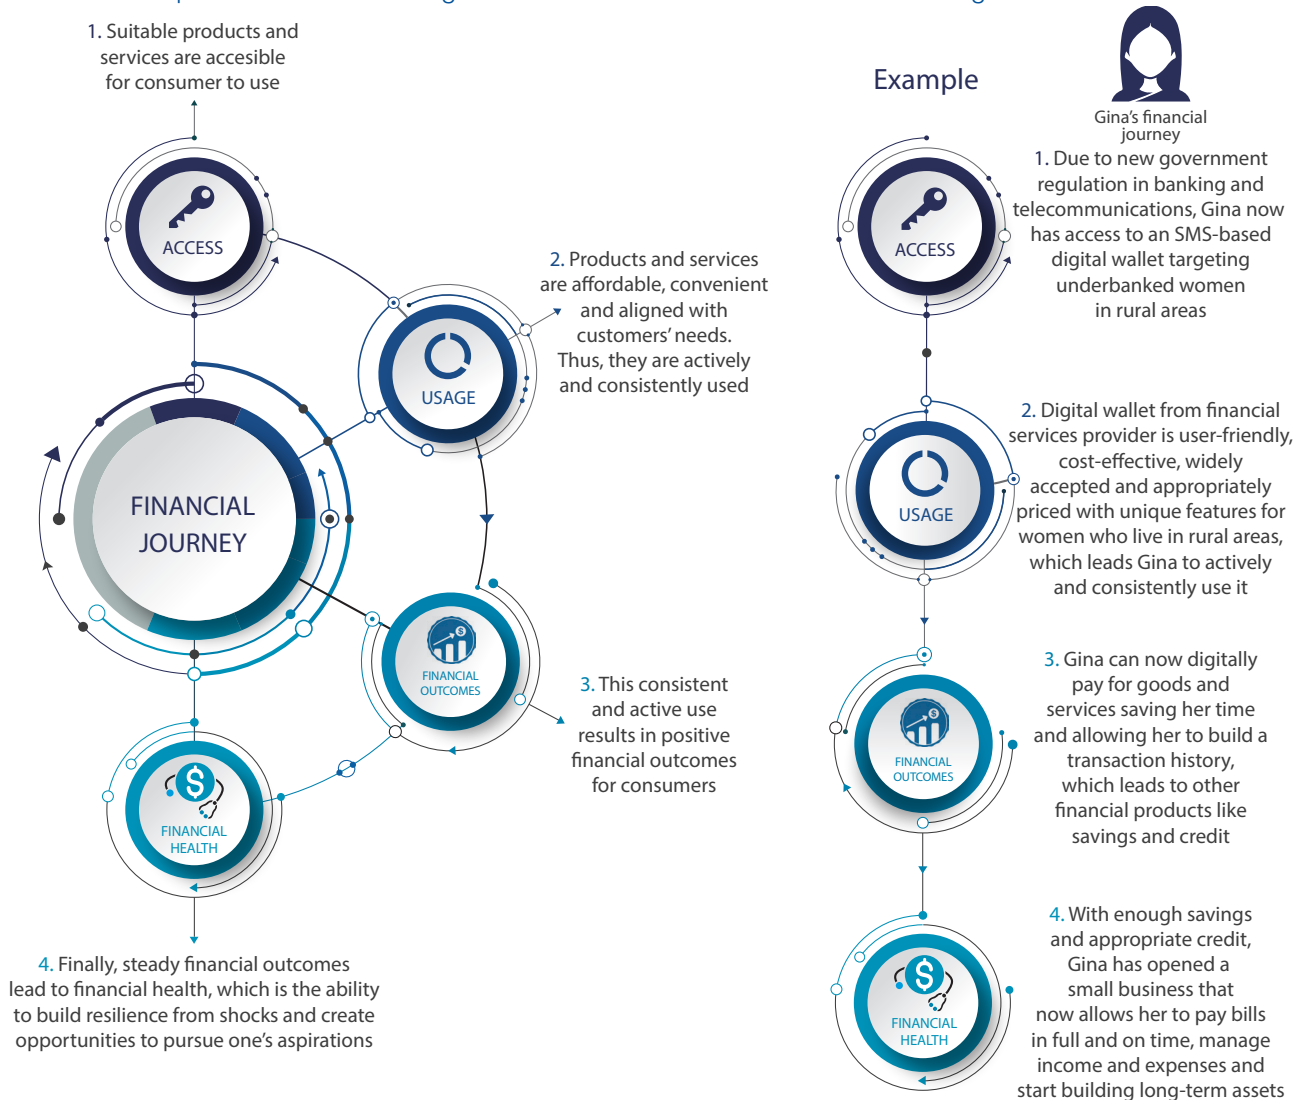 1. Suitable products and
services are accesible
for consumer to use
ACCESS
2. Products and services
are affordable, convenient
and aligned with
customers' needs.
Thus, they are actively
and consistently used
USAGE
FINANCIAL
JOURNEY
FINANCIAL
OUTCOMES
3. This consistent
and active use
results in positive
financial outcomes
for consumers
FINANCIAL
HEALTH
4. Finally, steady financial outcomes
lead to financial health, which is the ability
to build resilience from shocks and create
opportunities to pursue one's aspirations
Example
Gina's financial
journey
ACCESS
1. Due to new government
regulation in banking and
telecommunications, Gina now
has access to an SMS-based
digital wallet targeting
underbanked women
in rural areas
USAGE
2. Digital wallet from financial
services provider is user-friendly,
cost-effective, widely
accepted and appropriately
priced with unique features for
women who live in rural areas,
which leads Gina to actively
and consistently use it
FINANCIAL
OUTCOMES
3. Gina can now digitally
pay for goods and
services saving her time
and allowing her to build a
transaction history,
which leads to other
financial products like
savings and credit
FINANCIAL
HEALTH
4. With enough savings
and appropriate credit,
Gina has opened a
small business that
now allows her to pay bills
in full and on time, manage
income and expenses and
start building long-term assets